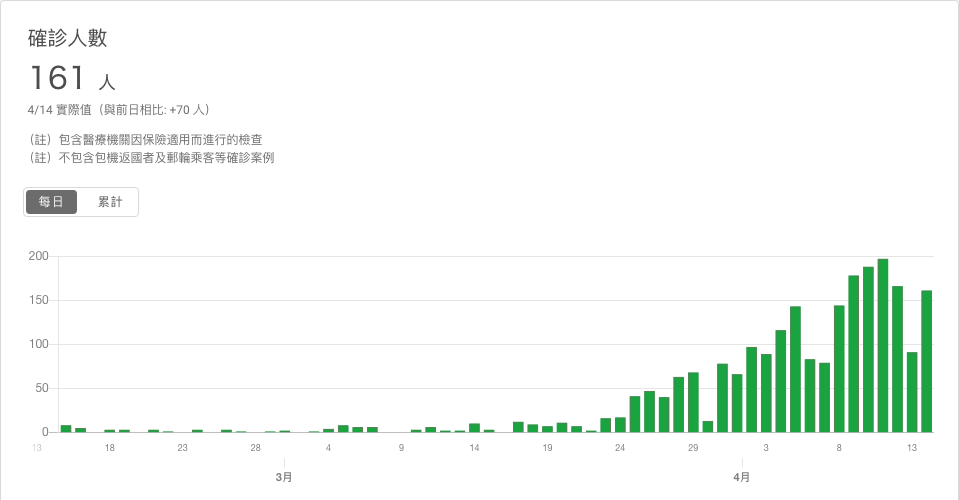 確診人數
161 人
4/14 實際值（與前日相比: +70 人）
（註）包含醫療機關因保險適用而進行的檢查
（註）不包含包機返國者及郵輪乘客等確診案例
每日 累計
200
150
100
50
0
13 18 23 28 4 9 14 19 24 29 3 8 13
3月 4月